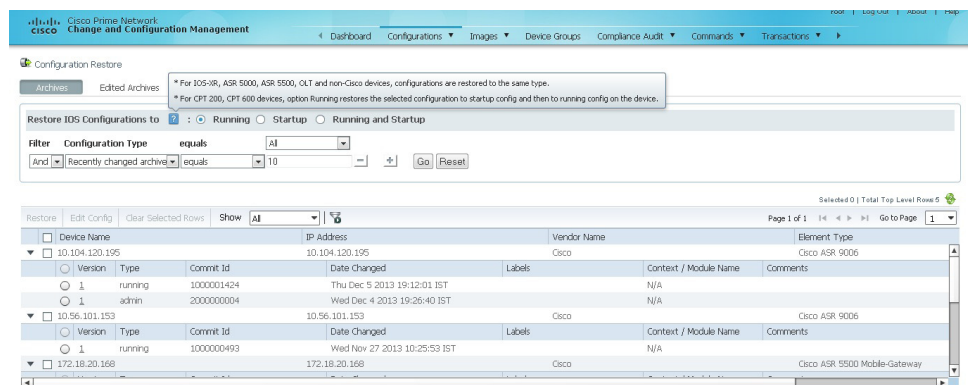 root | Log Out | About | Help
cisco Cisco Prime Network
Change and Configuration Management
Dashboard Configurations Images Device Groups Compliance Audit Commands Transactions
Configuration Restore
Archives Edited Archives
* For IOS-XR, ASR 5000, ASR 5500, OLT and non-Cisco devices, configurations are restored to the same type.
* For CPT 200, CPT 600 devices, option Running restores the selected configuration to startup config and then to running config on the device.
Restore IOS Configurations to ? : Running Startup Running and Startup
Filter Configuration Type equals All
And Recently changed archive equals 10 Go Reset
Selected 0 | Total Top Level Rows 5
Restore Edit Config Clear Selected Rows Show All Page 1 of 1 Go to Page 1
Device Name IP Address Vendor Name Element Type
10.104.120.195 10.104.120.195 Cisco Cisco ASR 9006
Version Type Commit Id Date Changed Labels Context / Module Name Comments
1 running 1000001424 Thu Dec 5 2013 19:12:01 IST N/A
1 admin 2000000004 Wed Dec 4 2013 19:26:40 IST N/A
10.56.101.153 10.56.101.153 Cisco Cisco ASR 9006
Version Type Commit Id Date Changed Labels Context / Module Name Comments
1 running 1000000493 Wed Nov 27 2013 10:25:53 IST N/A
172.18.20.168 172.18.20.168 Cisco Cisco ASR 5500 Mobile-Gateway